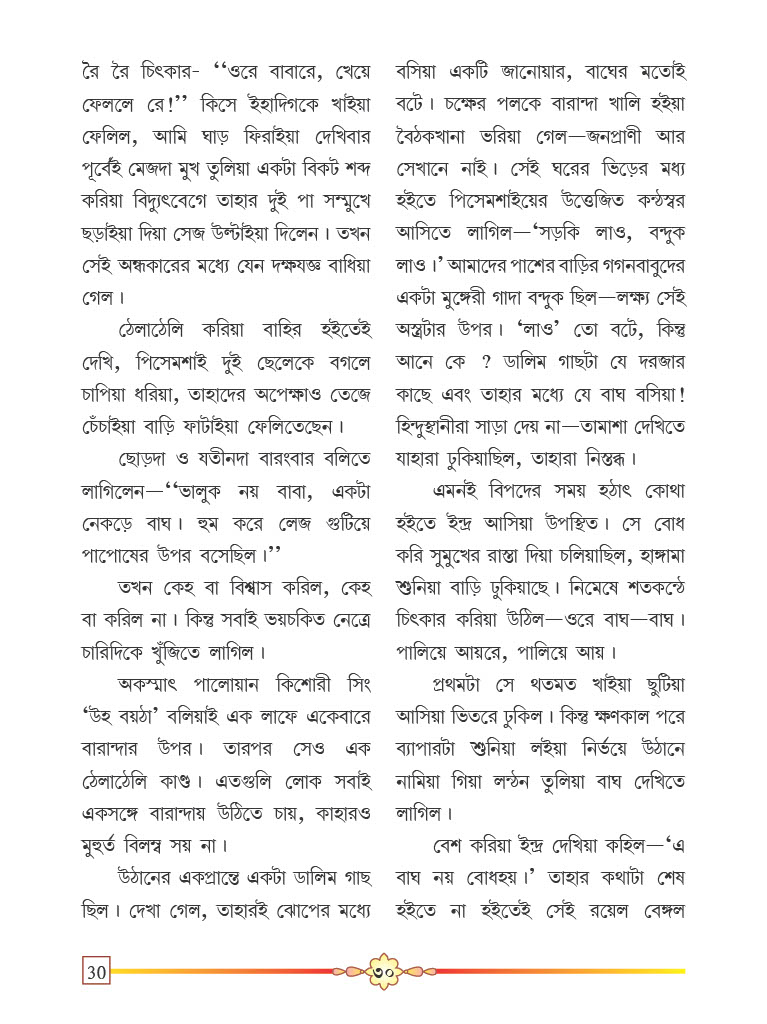 রৈ রৈ চিৎকার- ‘‘ওরে বাবারে, খেয়ে
ফেললে রে!’’ কিসে ইহাদিগকে খাইয়া
ফেলিল, আমি ঘাড় ফিরাইয়া দেখিবার
পূর্বেই মেজদা মুখ তুলিয়া একটা বিকট শব্দ
করিয়া বিদ্যুৎবেগে তাহার দুই পা সম্মুখে
ছড়াইয়া দিয়া সেজ উল্টাইয়া দিলেন। তখন
সেই অন্ধকারের মধ্যে যেন দক্ষযজ্ঞ বাধিয়া
গেল।
ঠেলাঠেলি করিয়া বাহির হইতেই
দেখি, পিসেমশাই দুই ছেলেকে বগলে
চাপিয়া ধরিয়া, তাহাদের অপেক্ষাও তেজে
চেঁচাইয়া বাড়ি ফাটাইয়া ফেলিতেছেন।
ছোড়দা ও যতীনদা বারংবার বলিতে
লাগিলেন—‘‘ভালুক নয় বাবা, একটা
নেকড়ে বাঘ। হুম করে লেজ গুটিয়ে
পাপোষের উপর বসেছিল।’’
তখন কেহ বা বিশ্বাস করিল, কেহ
বা করিল না। কিন্তু সবাই ভয়চকিত নেত্রে
চারিদিকে খুঁজিতে লাগিল।
অকস্মাৎ পালোয়ান কিশোরী সিং
‘উহ বয়ঠা’ বলিয়াই এক লাফে একেবারে
বারান্দার উপর। তারপর সেও এক
ঠেলাঠেলি কাণ্ড। এতগুলি লোক সবাই
একসঙ্গে বারান্দায় উঠিতে চায়, কাহারও
মুহূর্ত বিলম্ব সয় না।
উঠানের একপ্রান্তে একটা ডালিম গাছ
ছিল। দেখা গেল, তাহারই ঝোপের মধ্যে
বসিয়া একটি জানোয়ার, বাঘের মতোই
বটে। চক্ষের পলকে বারান্দা খালি হইয়া
বৈঠকখানা ভরিয়া গেল—জনপ্রাণী আর
সেখানে নাই। সেই ঘরের ভিড়ের মধ্য
হইতে পিসেমশাইয়ের উত্তেজিত কন্ঠস্বর
আসিতে লাগিল—‘সড়কি লাও, বন্দুক
লাও।’ আমাদের পাশের বাড়ির গগনবাবুদের
একটা মুঙ্গেরী গাদা বন্দুক ছিল—লক্ষ্য সেই
অস্ত্রটার উপর। ‘লাও’ তো বটে, কিন্তু
আনে কে ? ডালিম গাছটা যে দরজার
কাছে এবং তাহার মধ্যে যে বাঘ বসিয়া!
হিন্দুস্থানীরা সাড়া দেয় না—তামাশা দেখিতে
যাহারা ঢুকিয়াছিল, তাহারা নিস্তব্ধ।
এমনই বিপদের সময় হঠাৎ কোথা
হইতে ইন্দ্র আসিয়া উপস্থিত। সে বোধ
করি সুমুখের রাস্তা দিয়া চলিয়াছিল, হাঙ্গামা
শুনিয়া বাড়ি ঢুকিয়াছে। নিমেষে শতকন্ঠে
চিৎকার করিয়া উঠিল—ওরে বাঘ—বাঘ।
পালিয়ে আয়রে, পালিয়ে আয়।
প্রথমটা সে থতমত খাইয়া ছুটিয়া
আসিয়া ভিতরে ঢুকিল। কিন্তু ক্ষণকাল পরে
ব্যাপারটা শুনিয়া লইয়া নির্ভয়ে উঠানে
নামিয়া গিয়া লন্ঠন তুলিয়া বাঘ দেখিতে
লাগিল।
বেশ করিয়া ইন্দ্র দেখিয়া কহিল—‘এ
বাঘ নয় বোধহয়।’ তাহার কথাটা শেষ
হইতে না হইতেই সেই রয়েল বেঙ্গল
30
৩০